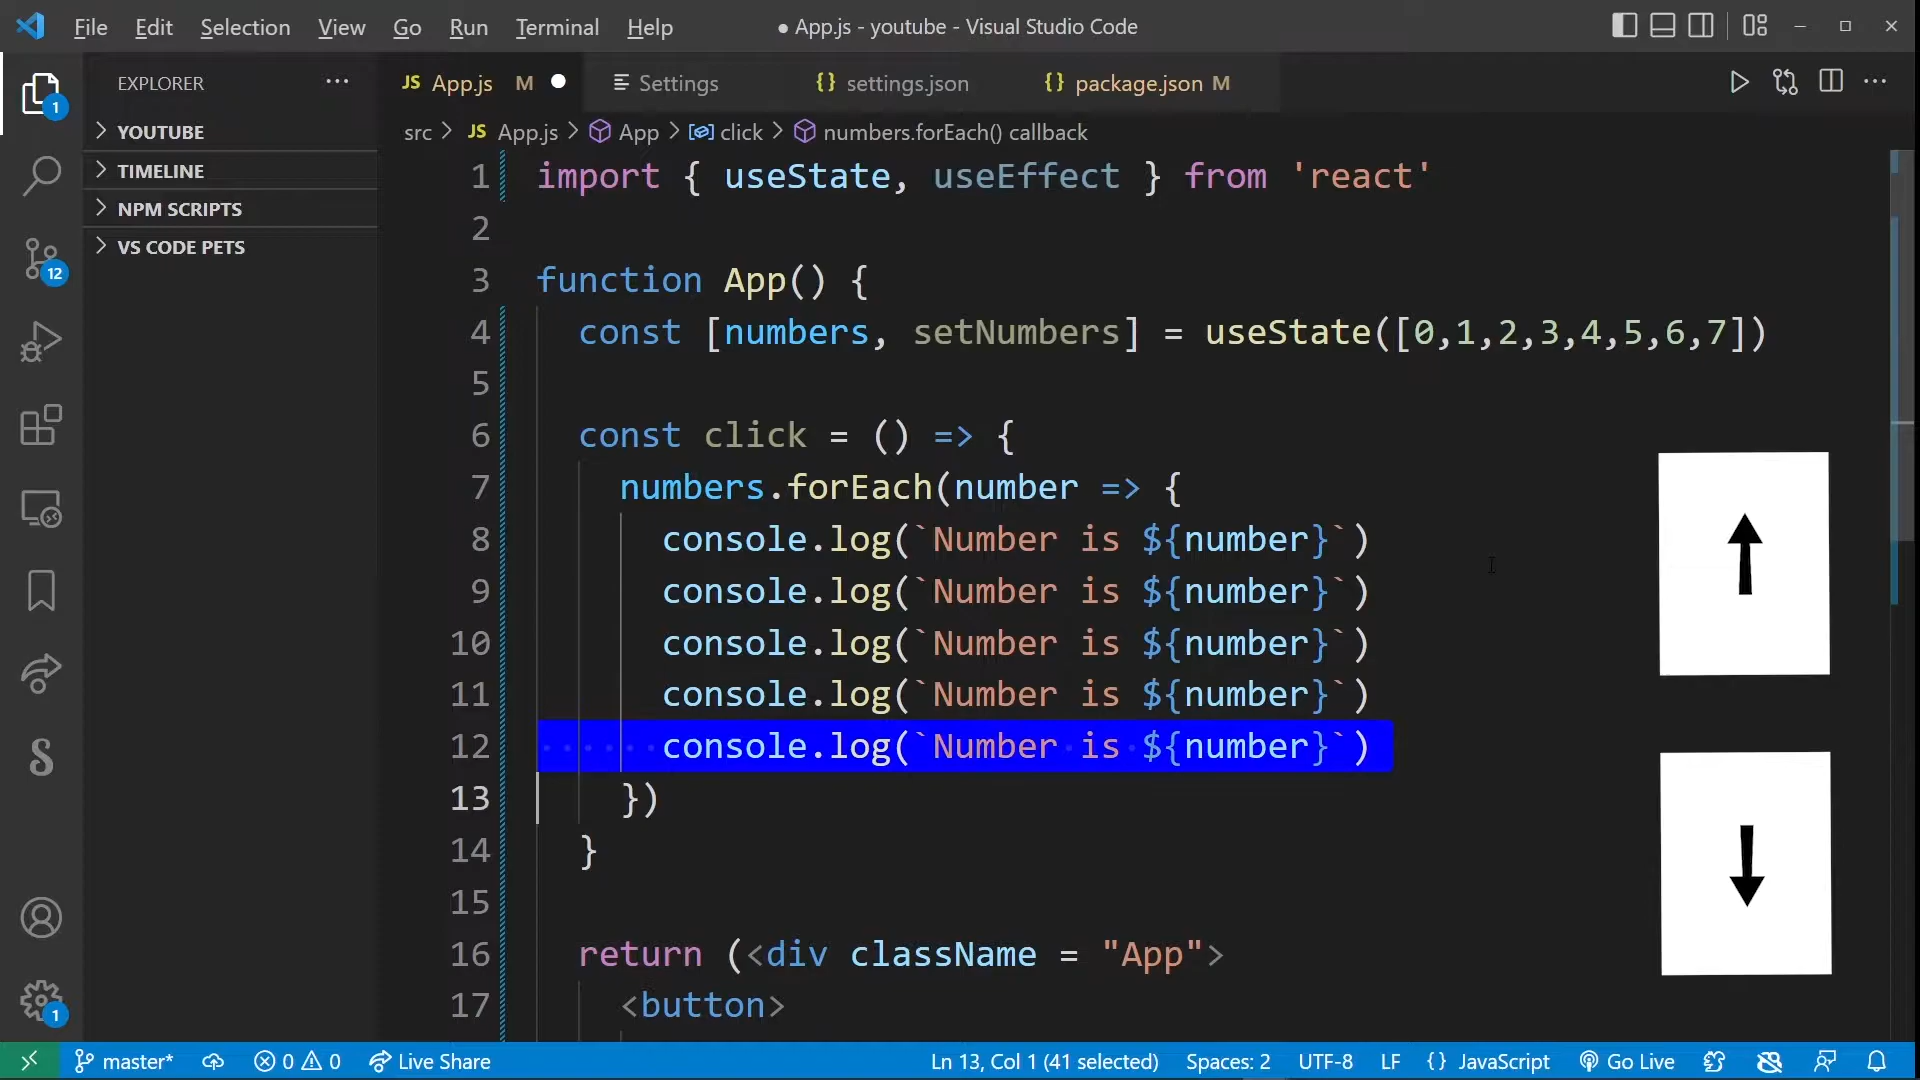 File Edit Selection View Go Run Terminal Help ● App.js - youtube - Visual Studio Code
EXPLORER ··· JS App.js M Settings {} settings.json {} package.json M
1
YOUTUBE
TIMELINE
NPM SCRIPTS
VS CODE PETS
12
src > JS App.js > App > click > numbers.forEach() callback
1 import { useState, useEffect } from 'react'
2
3 function App() {
4 const [numbers, setNumbers] = useState([0,1,2,3,4,5,6,7])
5
6 const click = () => {
7 numbers.forEach(number => {
8 console.log(`Number is ${number}`)
9 console.log(`Number is ${number}`)
10 console.log(`Number is ${number}`)
11 console.log(`Number is ${number}`)
12 console.log(`Number is ${number}`)
13 })
14 }
15
16 return (<div className = "App">
17 <button>
1
master* 0 0 Live Share Ln 13, Col 1 (41 selected) Spaces: 2 UTF-8 LF {} JavaScript Go Live